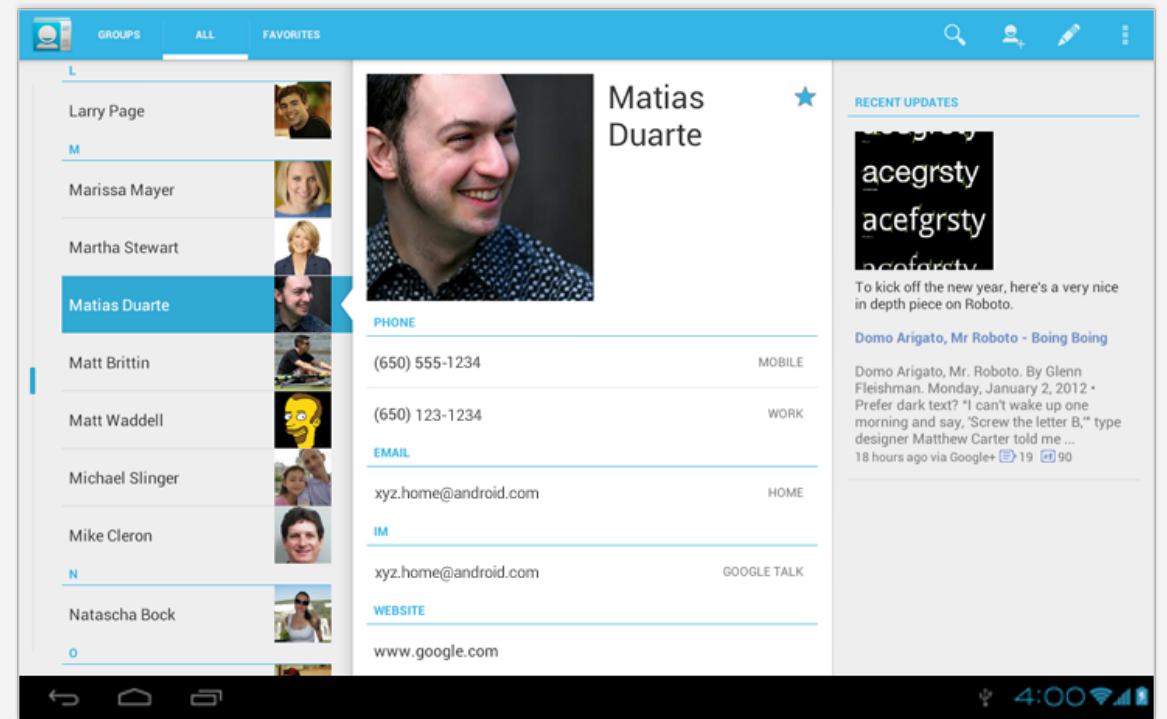 GROUPS
ALL
FAVORITES
L
Larry Page
M
Marissa Mayer
Martha Stewart
Matias Duarte
Matt Brittin
Matt Waddell
Michael Slinger
Mike Cleron
N
Natascha Bock
O
Matias
Duarte
PHONE
(650) 555-1234 MOBILE
(650) 123-1234 WORK
EMAIL
xyz.home@android.com HOME
IM
xyz.home@android.com GOOGLE TALK
WEBSITE
www.google.com
RECENT UPDATES
acegrsty
acefgrsty
To kick off the new year, here's a very nice
in depth piece on Roboto.
Domo Arigato, Mr Roboto - Boing Boing
Domo Arigato, Mr. Roboto. By Glenn
Fleishman. Monday, January 2, 2012 •
Prefer dark text? "I can't wake up one
morning and say, 'Screw the letter B,'" type
designer Matthew Carter told me ...
18 hours ago via Google+ 19 +1 90
4:00